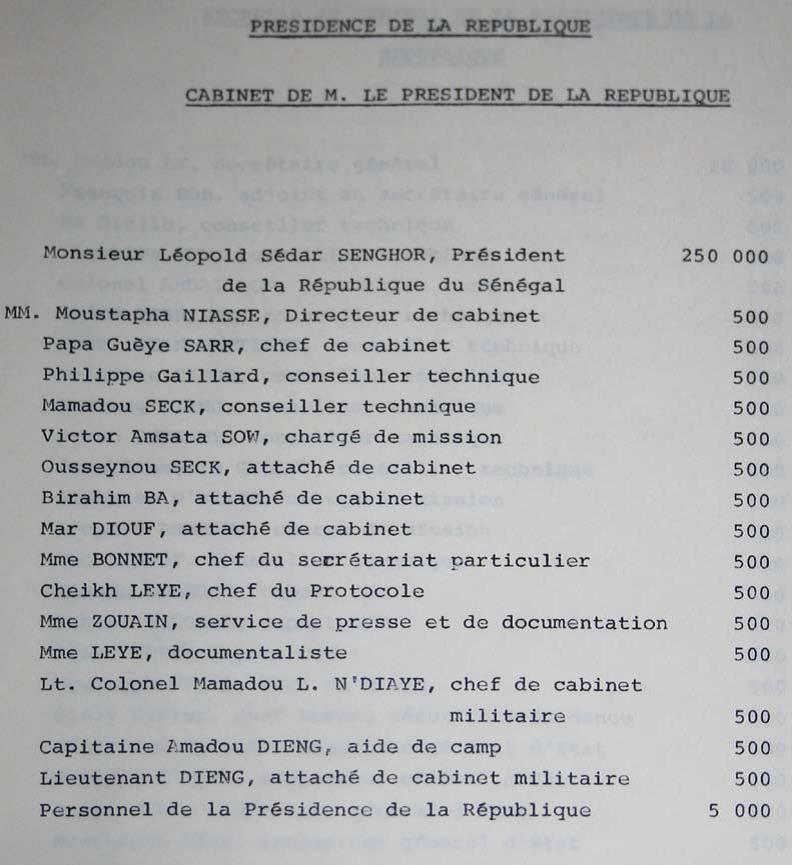 PRESIDENCE DE LA REPUBLIQUE
CABINET DE M. LE PRESIDENT DE LA REPUBLIQUE
Monsieur Léopold Sédar SENGHOR, Président 250 000
de la République du Sénégal
MM. Moustapha NIASSE, Directeur de cabinet 500
Papa Guèye SARR, chef de cabinet 500
Philippe Gaillard, conseiller technique 500
Mamadou SECK, conseiller technique 500
Victor Amsata SOW, chargé de mission 500
Ousseynou SECK, attaché de cabinet 500
Birahim BA, attaché de cabinet 500
Mar DIOUF, attaché de cabinet 500
Mme BONNET, chef du secrétariat particulier 500
Cheikh LEYE, chef du Protocole 500
Mme ZOUAIN, service de presse et de documentation 500
Mme LEYE, documentaliste 500
Lt. Colonel Mamadou L. N'DIAYE, chef de cabinet
militaire 500
Capitaine Amadou DIENG, aide de camp 500
Lieutenant DIENG, attaché de cabinet militaire 500
Personnel de la Présidence de la République 5 000